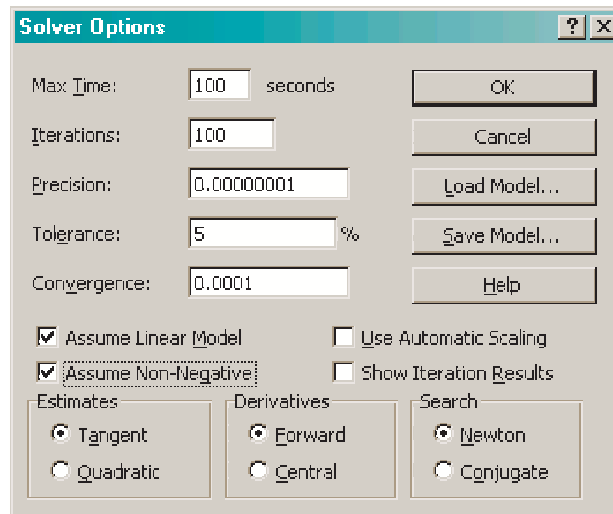 Solver Options
? X
Max Time: 100 seconds OK
Iterations: 100 Cancel
Precision: 0.00000001 Load Model...
Tolerance: 5 % Save Model...
Convergence: 0.0001 Help
Assume Linear Model Use Automatic Scaling
Assume Non-Negative Show Iteration Results
Estimates Derivatives Search
Tangent Forward Newton
Quadratic Central Conjugate